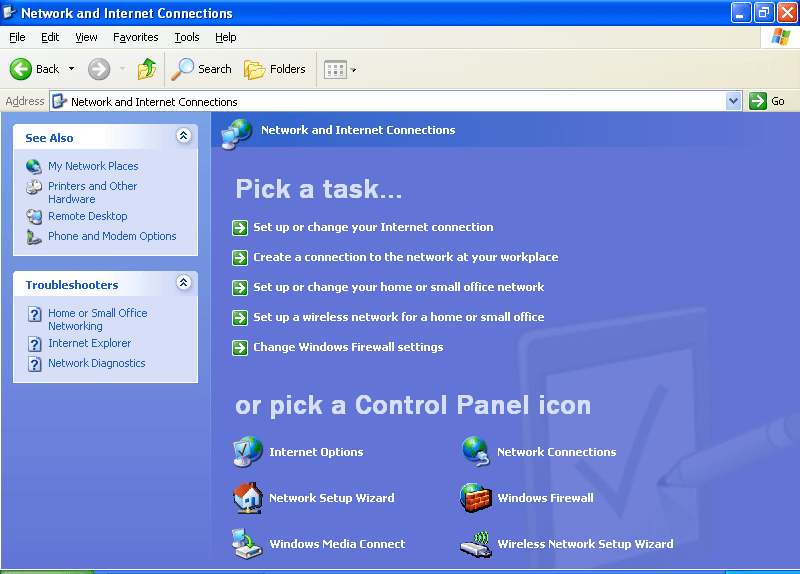 Network and Internet Connections
File Edit View Favorites Tools Help
Back Search Folders
Address Network and Internet Connections Go
See Also
My Network Places
Printers and Other
Hardware
Remote Desktop
Phone and Modem Options
Troubleshooters
Home or Small Office
Networking
Internet Explorer
Network Diagnostics
Network and Internet Connections
Pick a task...
Set up or change your Internet connection
Create a connection to the network at your workplace
Set up or change your home or small office network
Set up a wireless network for a home or small office
Change Windows Firewall settings
or pick a Control Panel icon
Internet Options Network Connections
Network Setup Wizard Windows Firewall
Windows Media Connect Wireless Network Setup Wizard